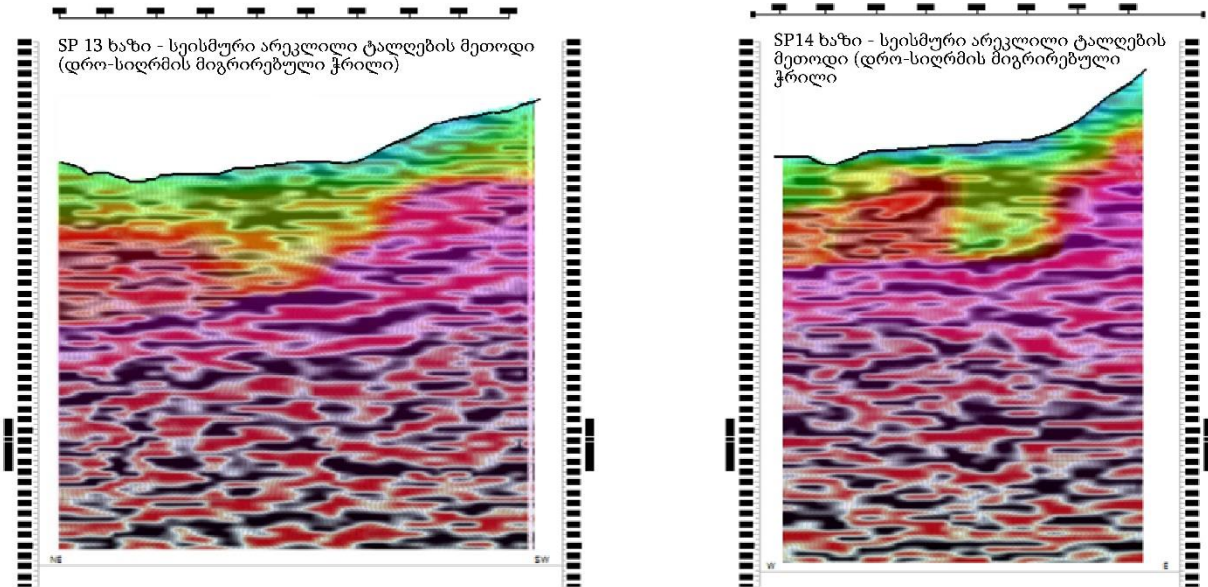 SP 13 ხაზი - სეისმური არეკლილი ტალღების მეთოდი
(დრო-სიღრმის მიგრირებული ჭრილი)
NE
SW
SP14 ხაზი - სეისმური არეკლილი ტალღების
მეთოდი (დრო-სიღრმის მიგრირებული
ჭრილი
W
E